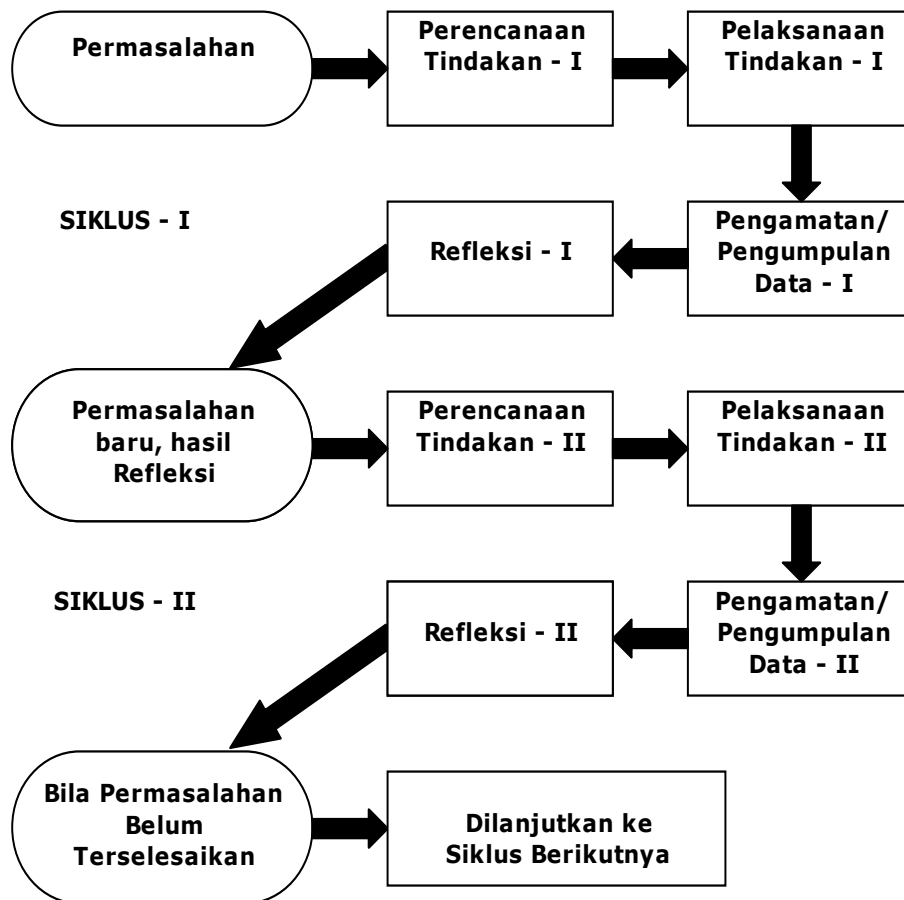 Permasalahan
Perencanaan
Tindakan - I
Pelaksanaan
Tindakan - I
SIKLUS - I
Refleksi - I
Pengamatan/
Pengumpulan
Data - I
Permasalahan
baru, hasil
Refleksi
Perencanaan
Tindakan - II
Pelaksanaan
Tindakan - II
SIKLUS - II
Refleksi - II
Pengamatan/
Pengumpulan
Data - II
Bila Permasalahan
Belum
Terselesaikan
Dilanjutkan ke
Siklus Berikutnya